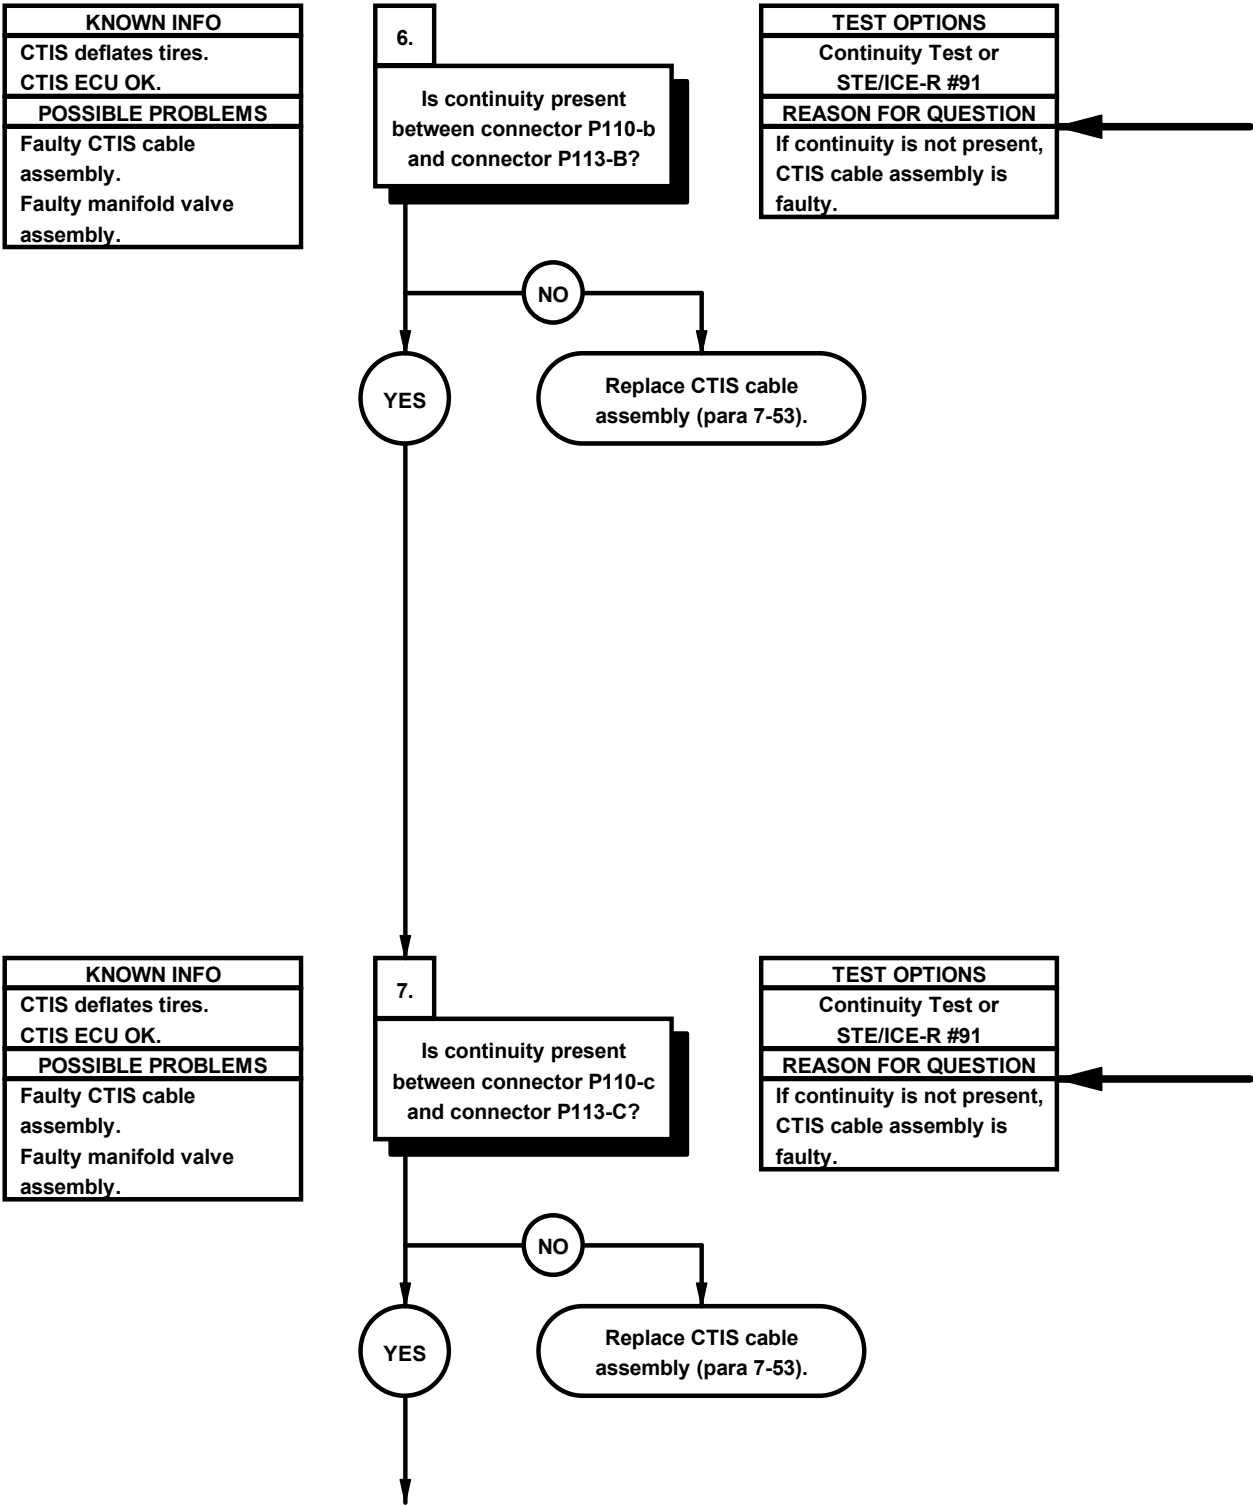 KNOWN INFO
CTIS deflates tires.
CTIS ECU OK.
POSSIBLE PROBLEMS
Faulty CTIS cable
assembly.
Faulty manifold valve
assembly.
6.
Is continuity present
between connector P110-b
and connector P113-B?
TEST OPTIONS
Continuity Test or
STE/ICE-R #91
REASON FOR QUESTION
If continuity is not present,
CTIS cable assembly is
faulty.
NO
YES
Replace CTIS cable
assembly (para 7-53).
KNOWN INFO
CTIS deflates tires.
CTIS ECU OK.
POSSIBLE PROBLEMS
Faulty CTIS cable
assembly.
Faulty manifold valve
assembly.
7.
Is continuity present
between connector P110-c
and connector P113-C?
TEST OPTIONS
Continuity Test or
STE/ICE-R #91
REASON FOR QUESTION
If continuity is not present,
CTIS cable assembly is
faulty.
NO
YES
Replace CTIS cable
assembly (para 7-53).